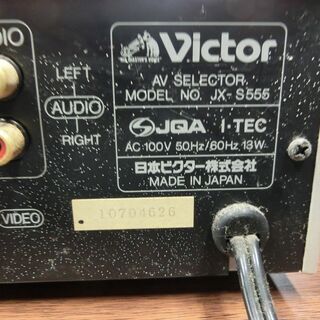 DIO
LEFT
AUDIO
RIGHT
VIDEO
Victor
AV SELECTOR
MODEL NO. JX-S555
JQA I-TEC
AC 100V 50Hz/60Hz 13W
日本ビクター株式会社
MADE IN JAPAN
10704626